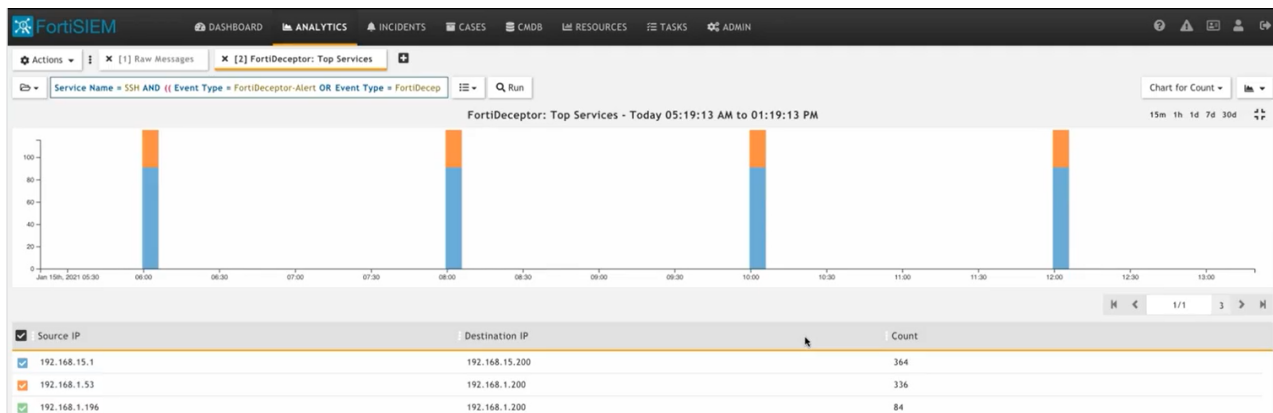 FortiSIEM DASHBOARD ANALYTICS INCIDENTS CASES CMDB RESOURCES TASKS ADMIN
Actions [1] Raw Messages [2] FortiDeceptor: Top Services
Service Name = SSH AND (( Event Type = FortiDeceptor-Alert OR Event Type = FortiDecep Run Chart for Count
FortiDeceptor: Top Services - Today 05:19:13 AM to 01:19:13 PM 15m 1h 1d 7d 30d
100
80
60
40
20
0
Jan 15th, 2021 05:30 06:00 06:30 07:00 07:30 08:00 08:30 09:00 09:30 10:00 10:30 11:00 11:30 12:00 12:30 13:00
1/1 3
Source IP Destination IP Count
192.168.15.1 192.168.15.200 364
192.168.1.53 192.168.1.200 336
192.168.1.196 192.168.1.200 84